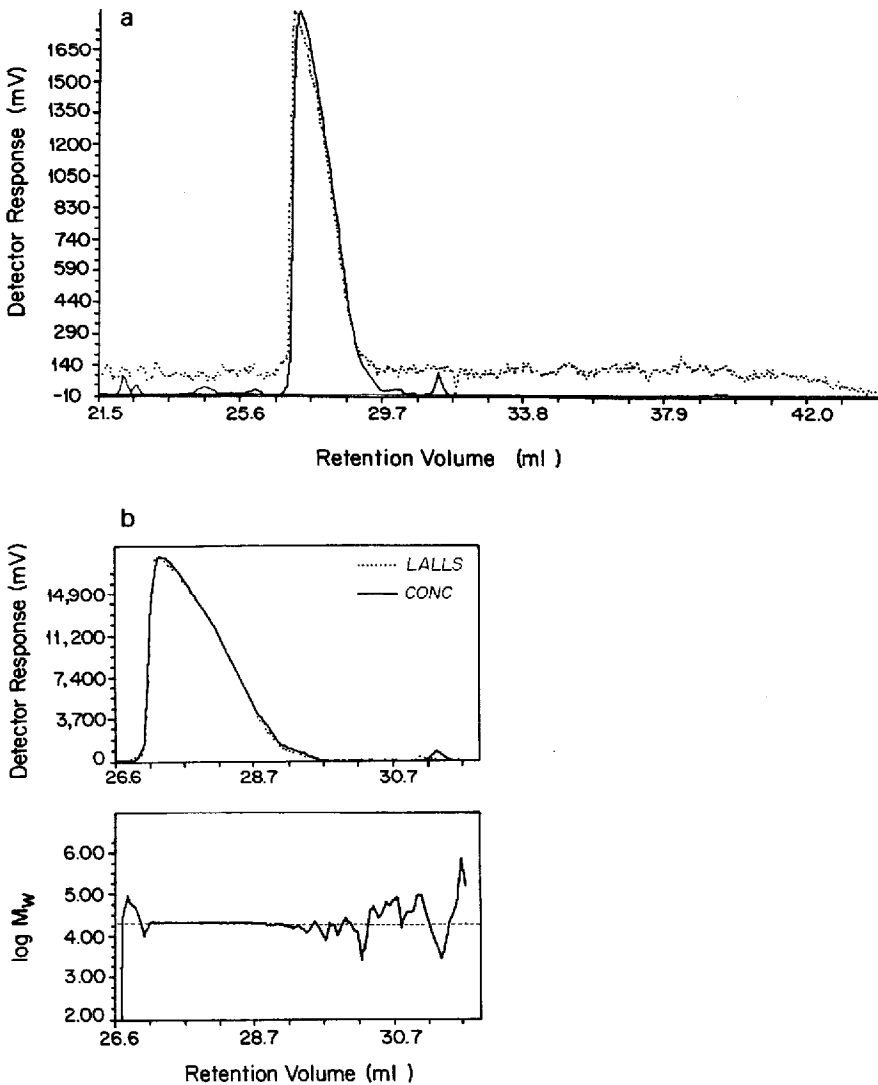 a
Detector Response (mV)
1650
1500
1350
1200
1050
830
740
590
440
290
140
-10
21.5 25.6 29.7 33.8 37.9 42.0
Retention Volume (ml)
b
Detector Response (mV)
14,900
11,200
7,400
3,700
0
LALLS
CONC
26.6 28.7 30.7
log Mw
6.00
5.00
4.00
3.00
2.00
26.6 28.7 30.7
Retention Volume (ml)